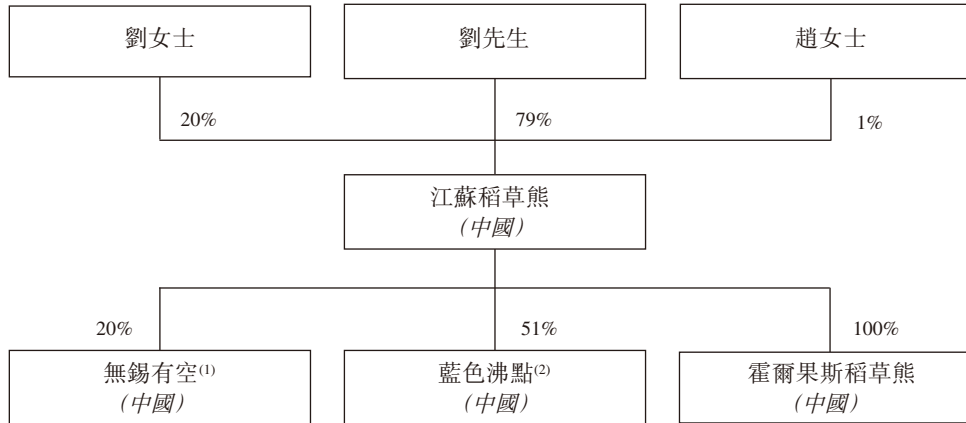 劉女士
劉先生
趙女士
20%
79%
1%
江蘇稻草熊
(中國)
20%
51%
100%
無錫有空(1)
(中國)
藍色沸點(2)
(中國)
霍爾果斯稻草熊
(中國)